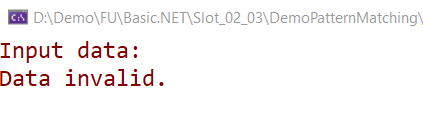 D:\Demo\FU\Basic.NET\Slot_02_03\DemoPatternMatching\
Input data:
Data invalid.